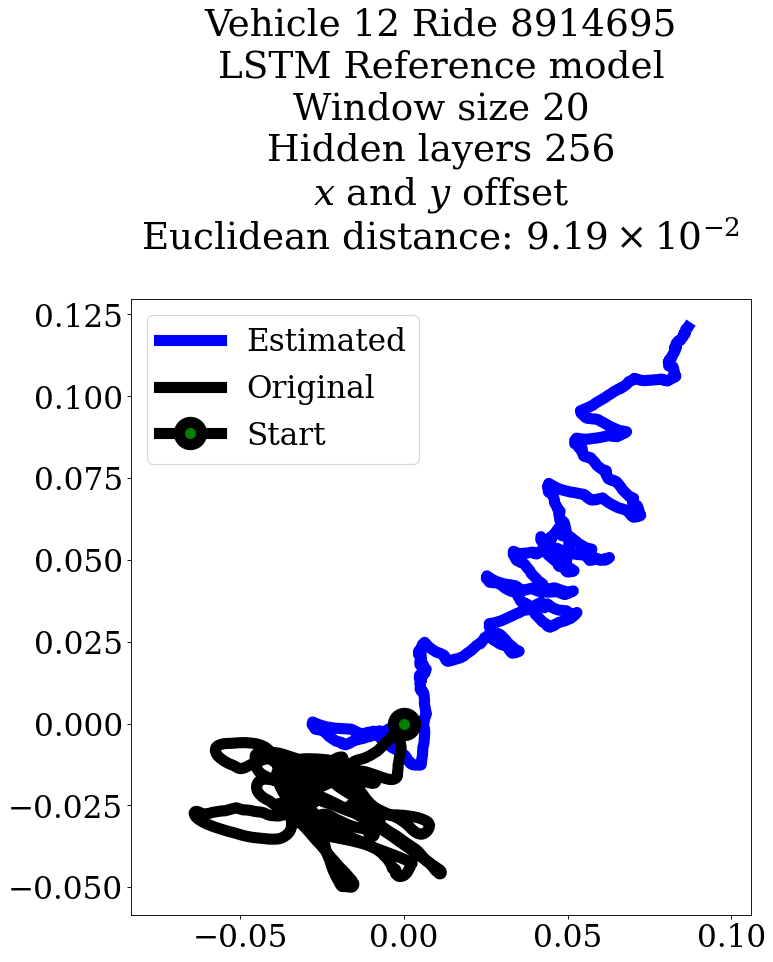 Vehicle 12 Ride 8914695
LSTM Reference model
Window size 20
Hidden layers 256
x and y offset
Euclidean distance: 9.19 × 10⁻²
Estimated
Original
Start
0.125
0.100
0.075
0.050
0.025
0.000
−0.025
−0.050
−0.05 0.00 0.05 0.10